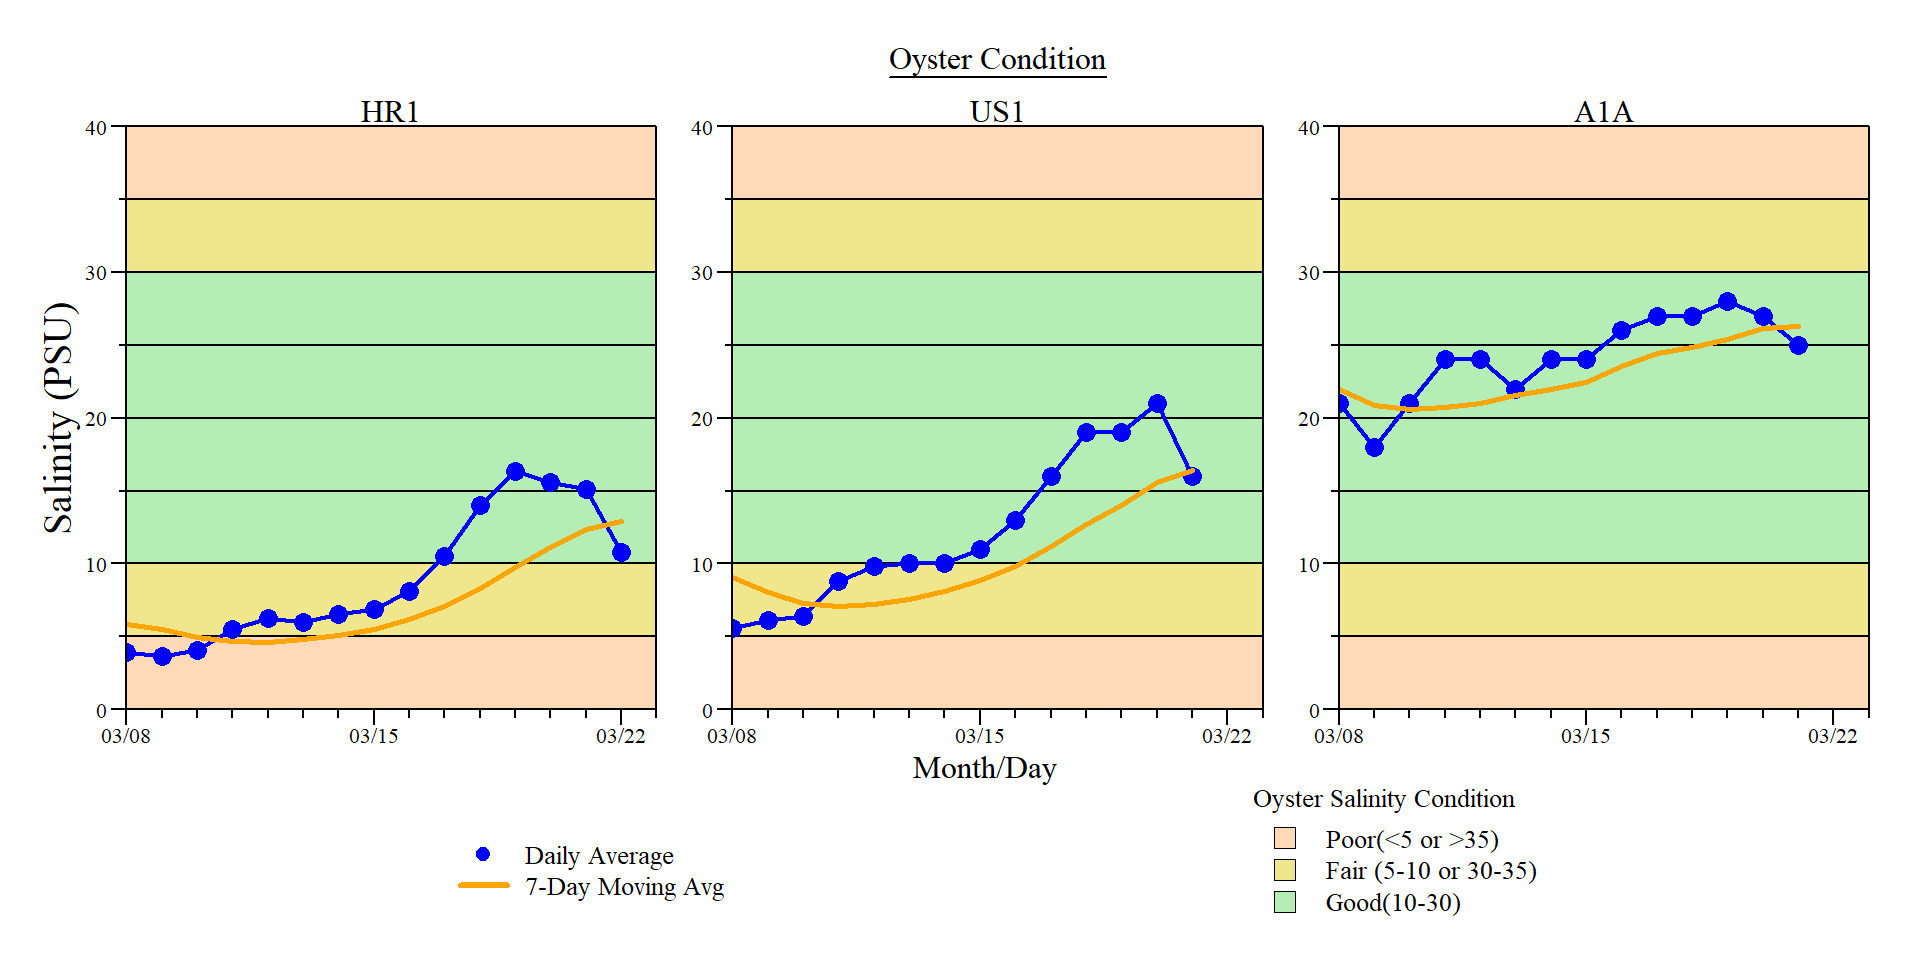 Oyster Condition
HR1
US1
A1A
Salinity (PSU)
40
30
20
10
0
03/08
03/15
03/22
40
30
20
10
0
03/08
03/15
03/22
40
30
20
10
0
03/08
03/15
03/22
Month/Day
Daily Average
7-Day Moving Avg
Oyster Salinity Condition
Poor(<5 or >35)
Fair (5-10 or 30-35)
Good(10-30)